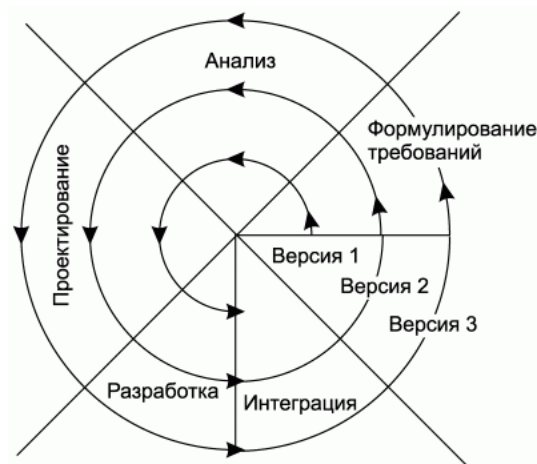 Анализ
Формулирование
требований
Проектирование
Версия 1
Версия 2
Версия 3
Разработка
Интеграция